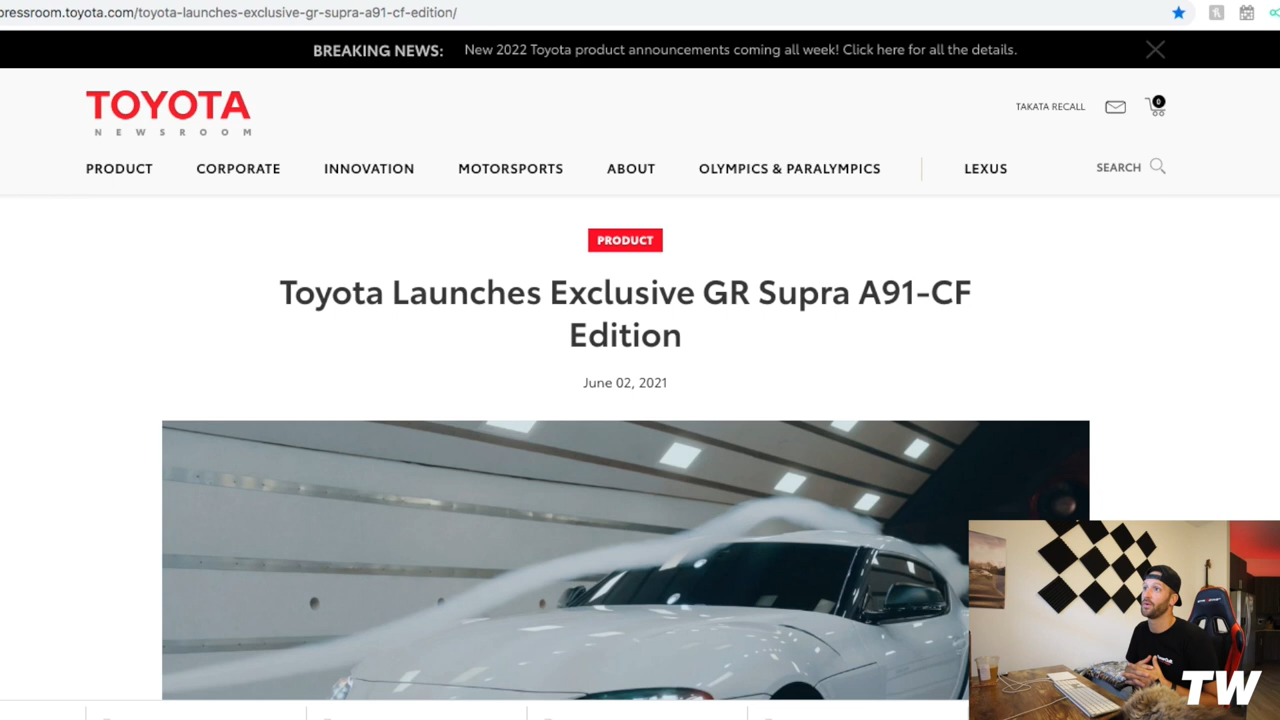 pressroom.toyota.com/toyota-launches-exclusive-gr-supra-a91-cf-edition/
BREAKING NEWS: New 2022 Toyota product announcements coming all week! Click here for all the details.
TOYOTA
NEWSROOM
TAKATA RECALL
0
PRODUCT CORPORATE INNOVATION MOTORSPORTS ABOUT OLYMPICS & PARALYMPICS LEXUS SEARCH
PRODUCT
Toyota Launches Exclusive GR Supra A91-CF
Edition
June 02, 2021
TW